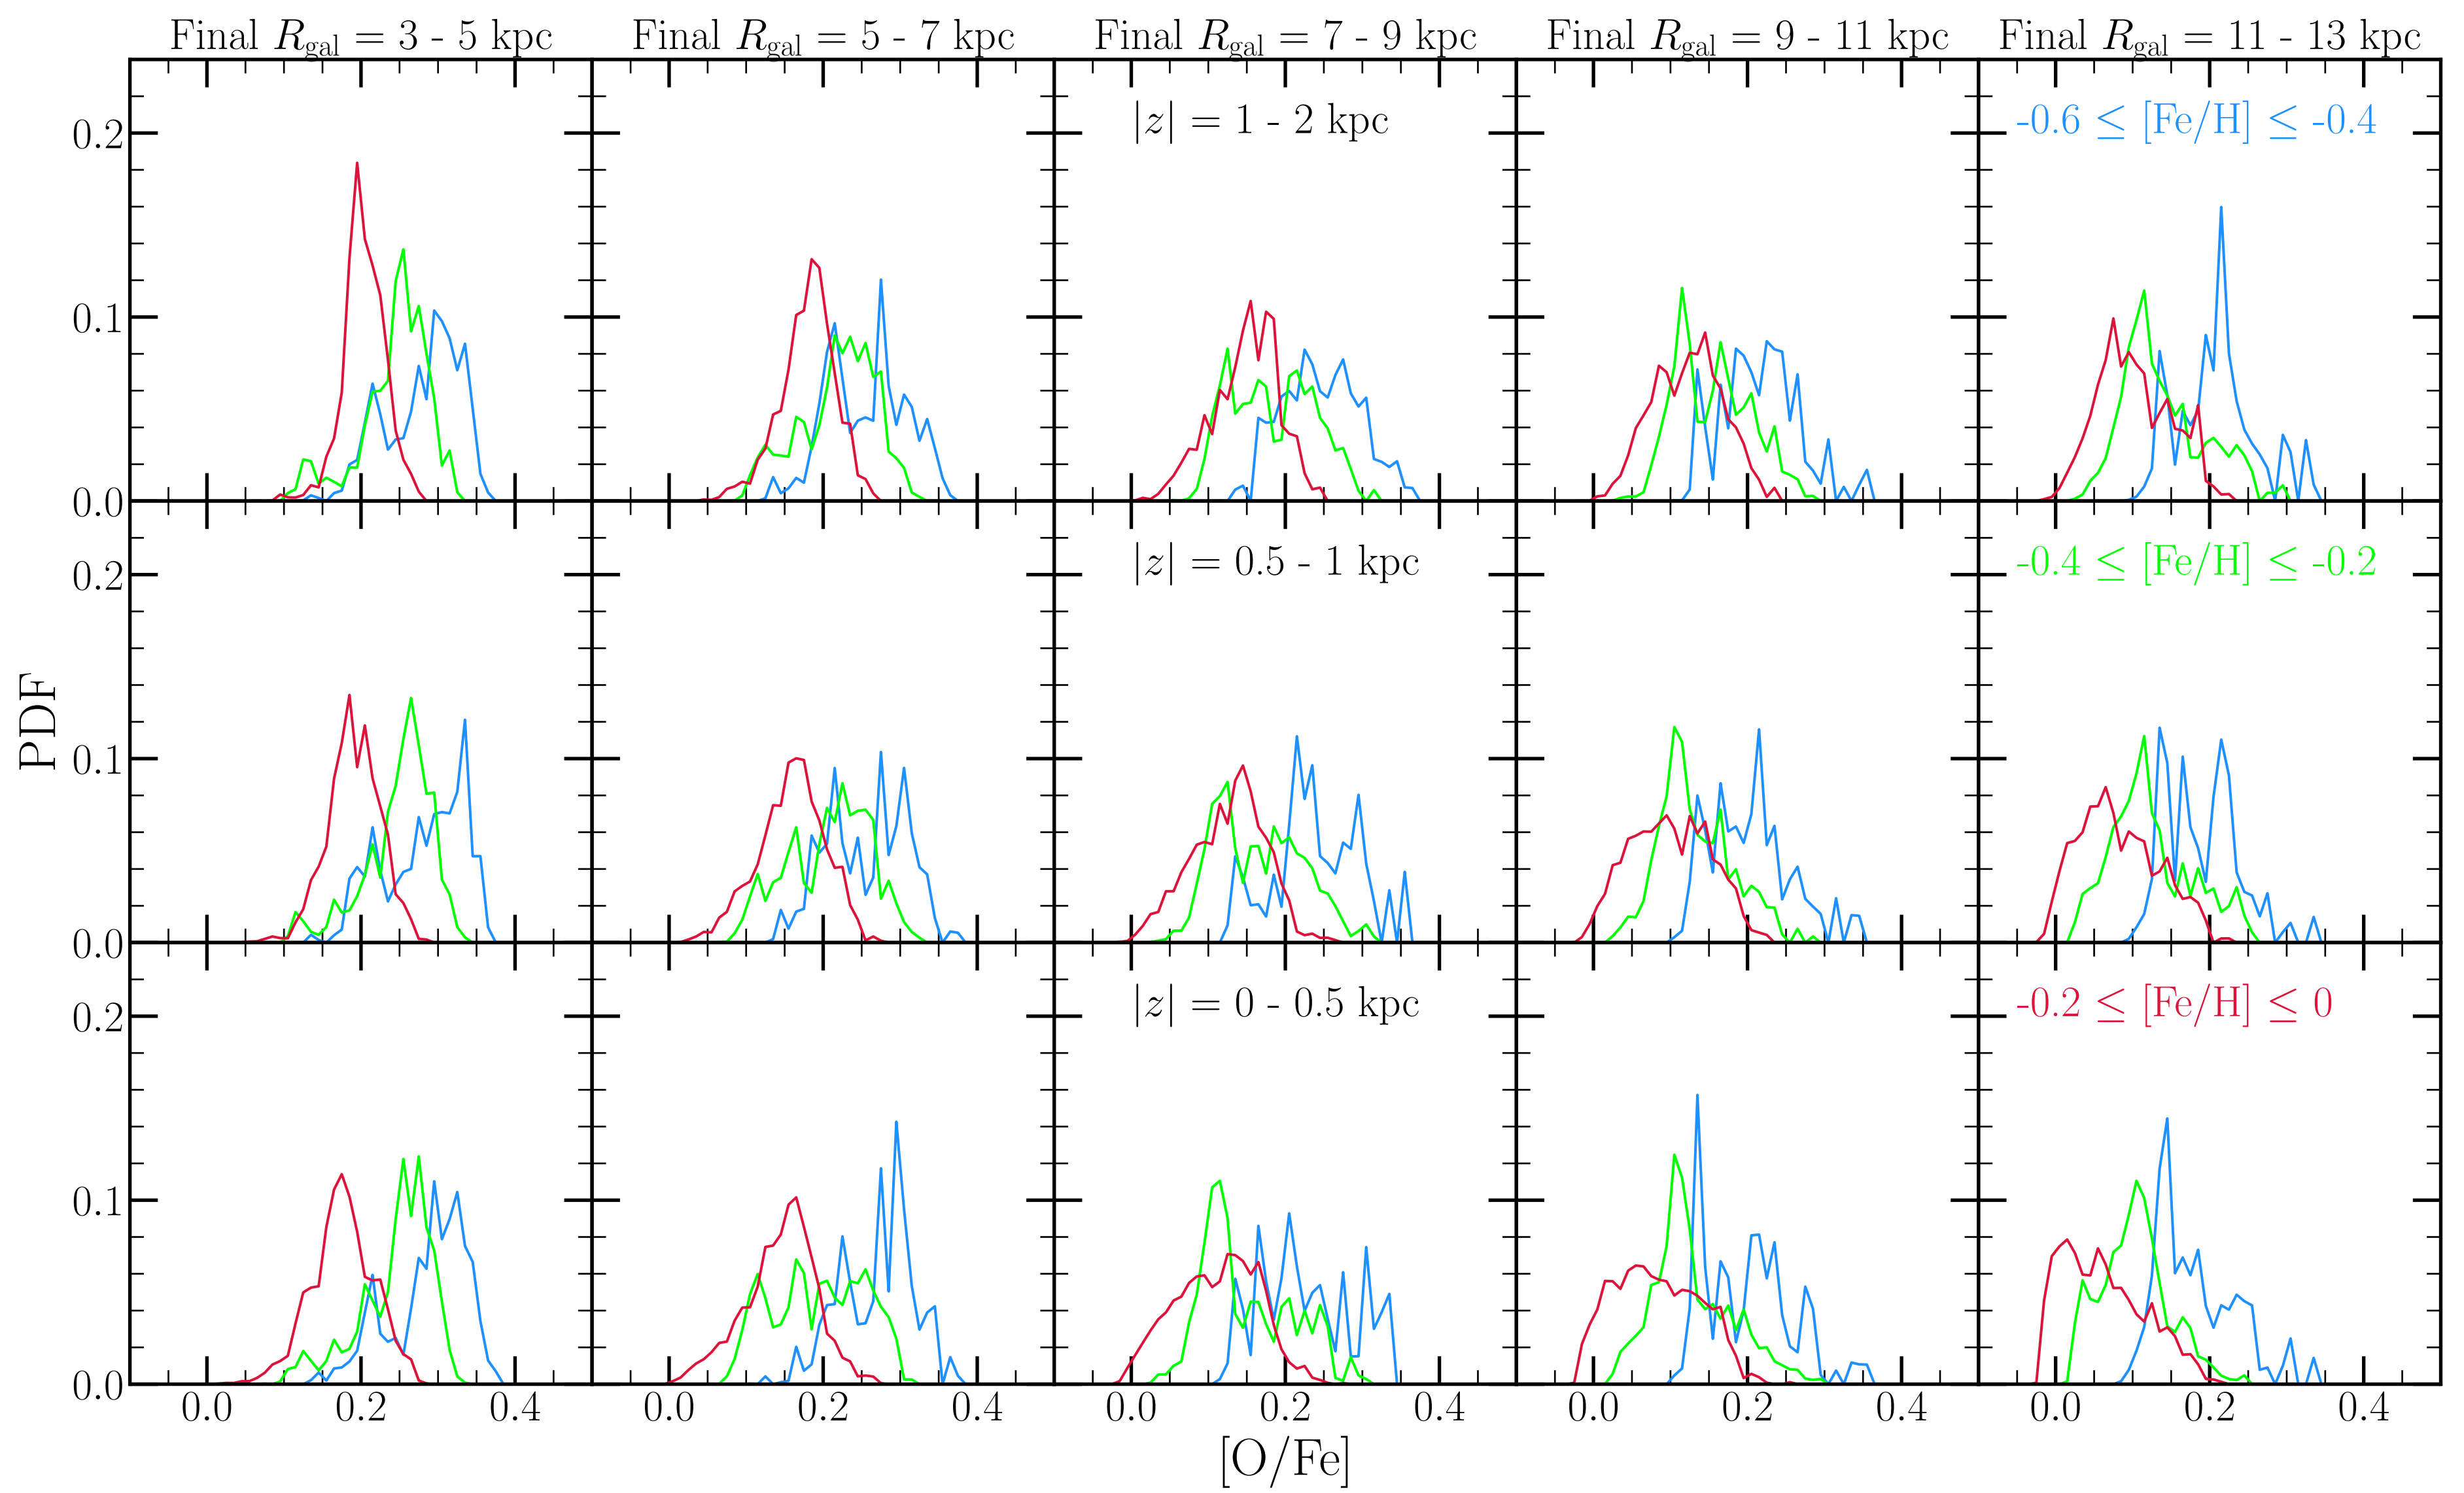 Final R_gal = 3 - 5 kpc
Final R_gal = 5 - 7 kpc
Final R_gal = 7 - 9 kpc
Final R_gal = 9 - 11 kpc
Final R_gal = 11 - 13 kpc
|z| = 1 - 2 kpc
-0.6 ≤ [Fe/H] ≤ -0.4
0.2
0.1
0.0
|z| = 0.5 - 1 kpc
-0.4 ≤ [Fe/H] ≤ -0.2
0.2
0.1
0.0
PDF
|z| = 0 - 0.5 kpc
-0.2 ≤ [Fe/H] ≤ 0
0.2
0.1
0.0
0.0 0.2 0.4
0.0 0.2 0.4
0.0 0.2 0.4
0.0 0.2 0.4
0.0 0.2 0.4
[O/Fe]